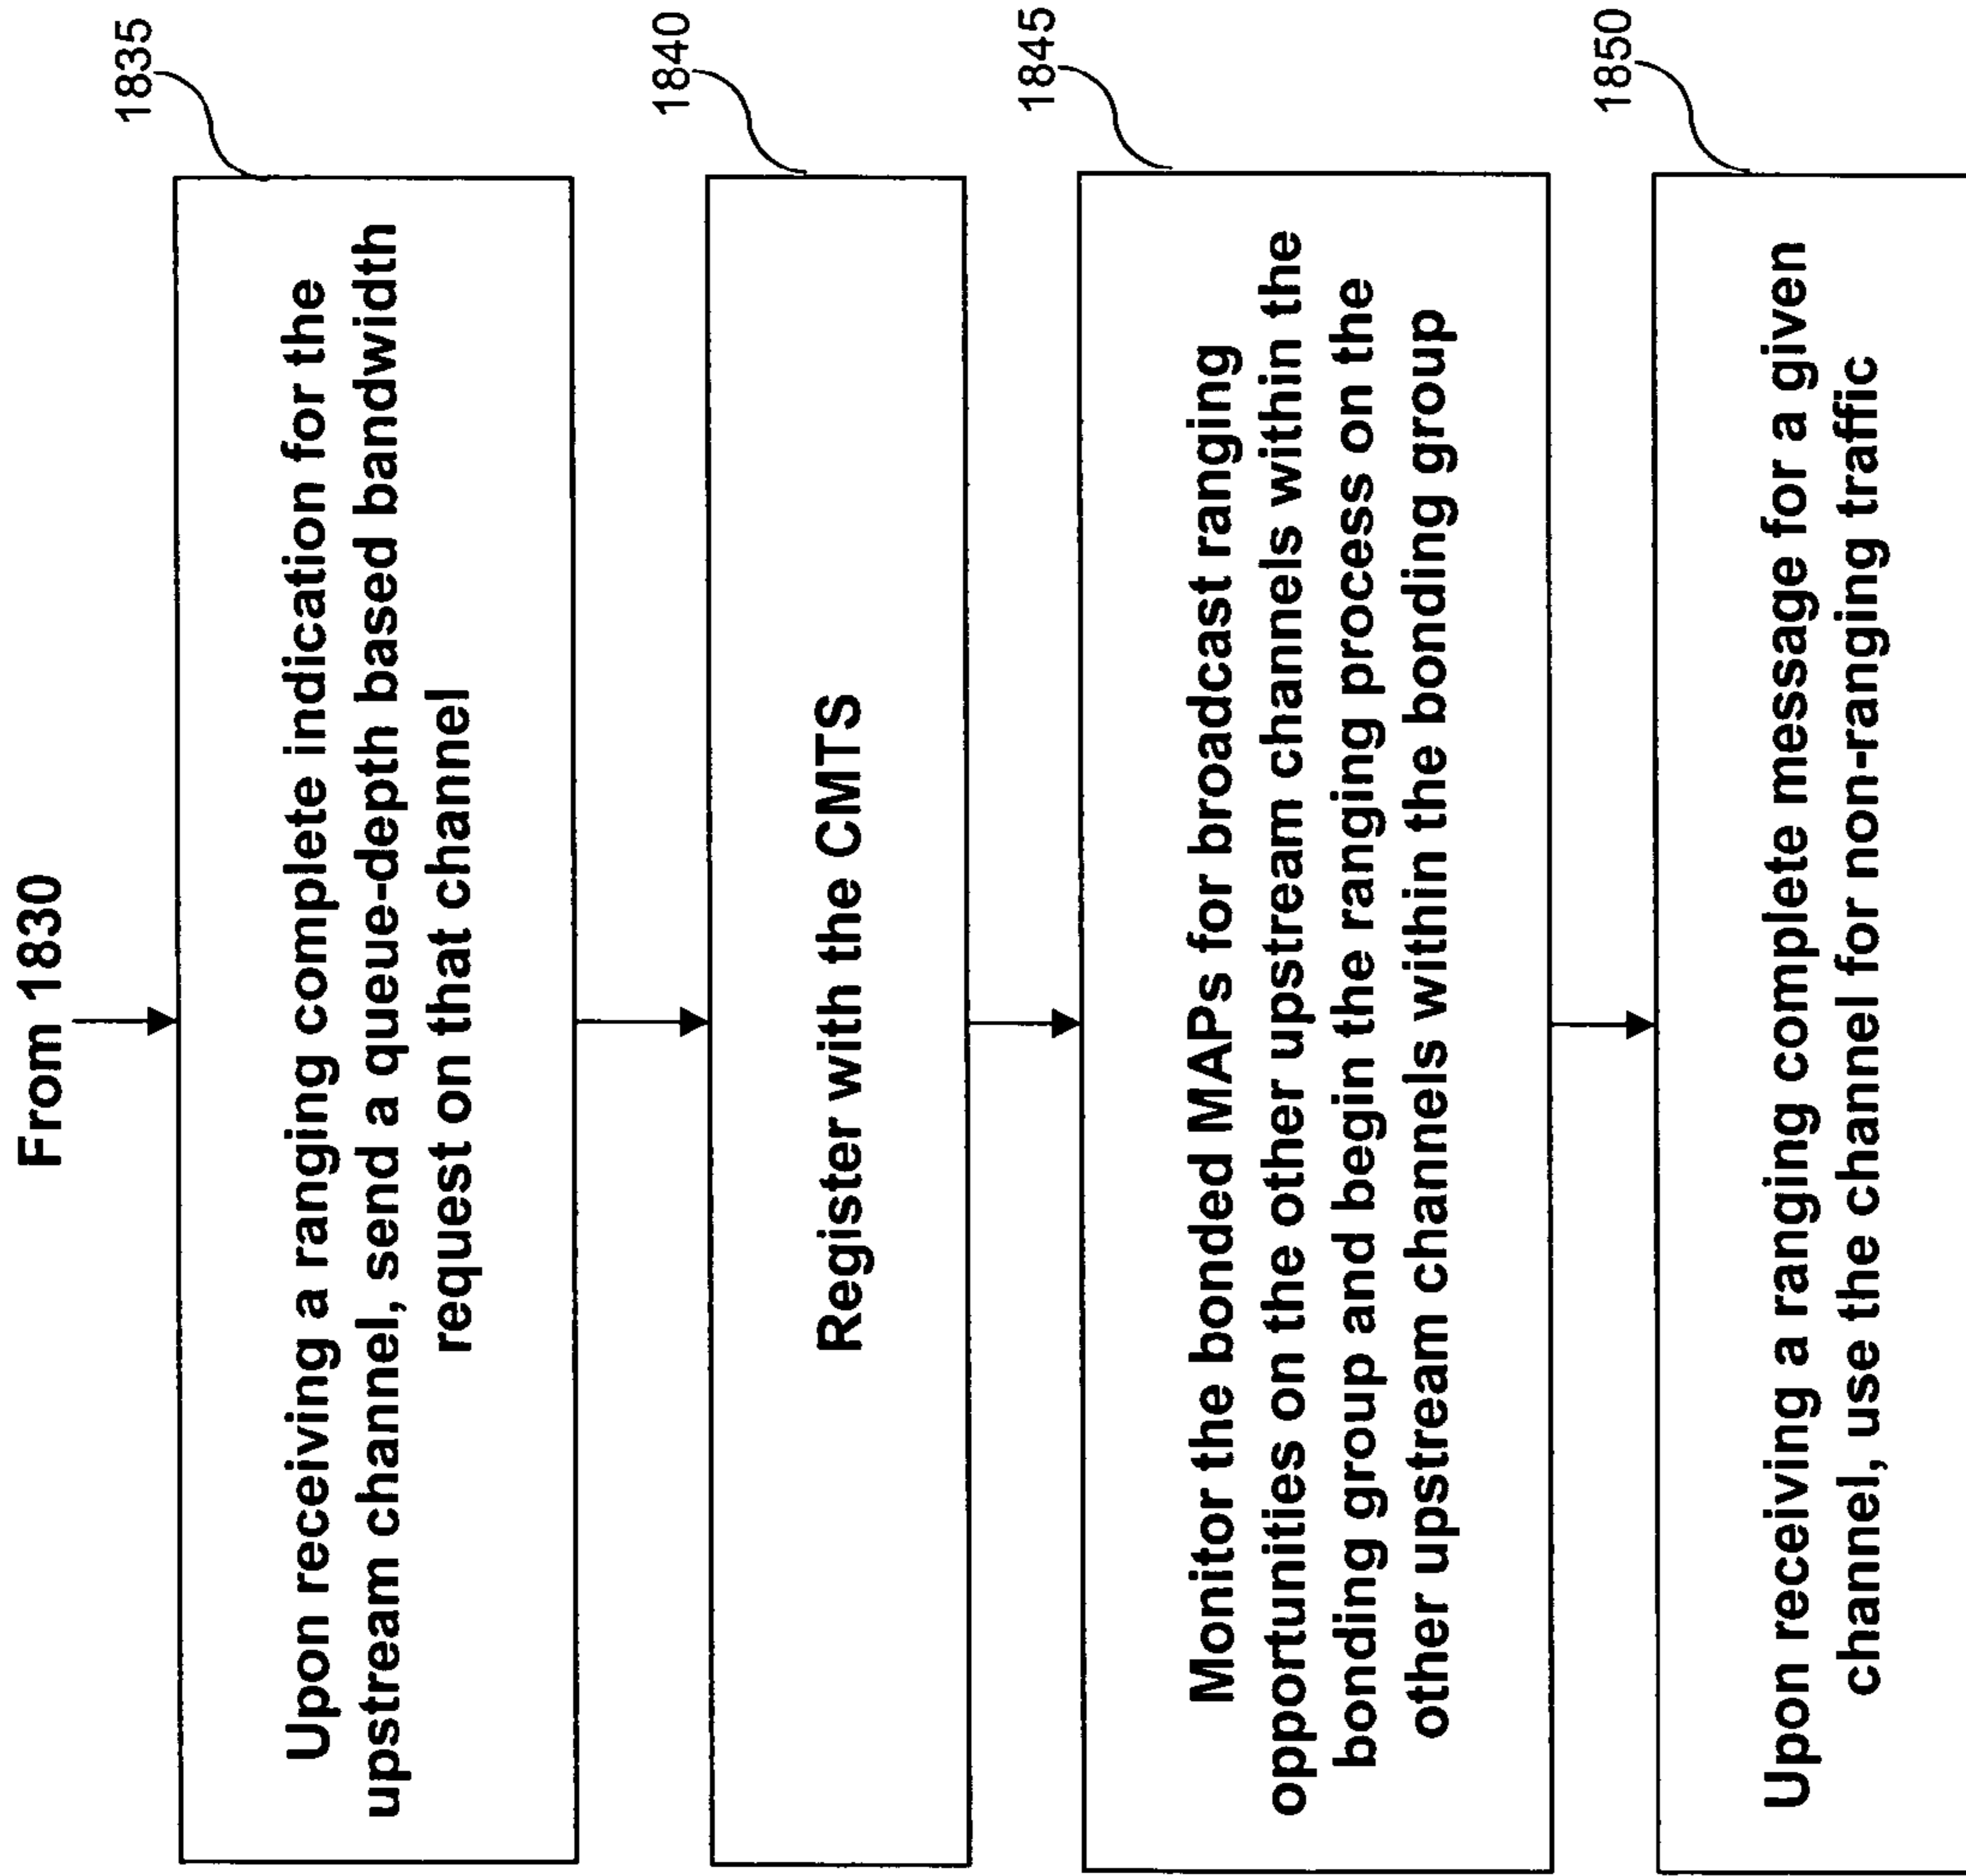 From 1830
1835
Upon receiving a ranging complete indication for the
upstream channel, send a queue-depth based bandwidth
request on that channel
1840
Register with the CMTS
1845
Monitor the bonded MAPs for broadcast ranging
opportunities on the other upstream channels within the
bonding group and begin the ranging process on the
other upstream channels within the bonding group
1850
Upon receiving a ranging complete message for a given
channel, use the channel for non-ranging traffic